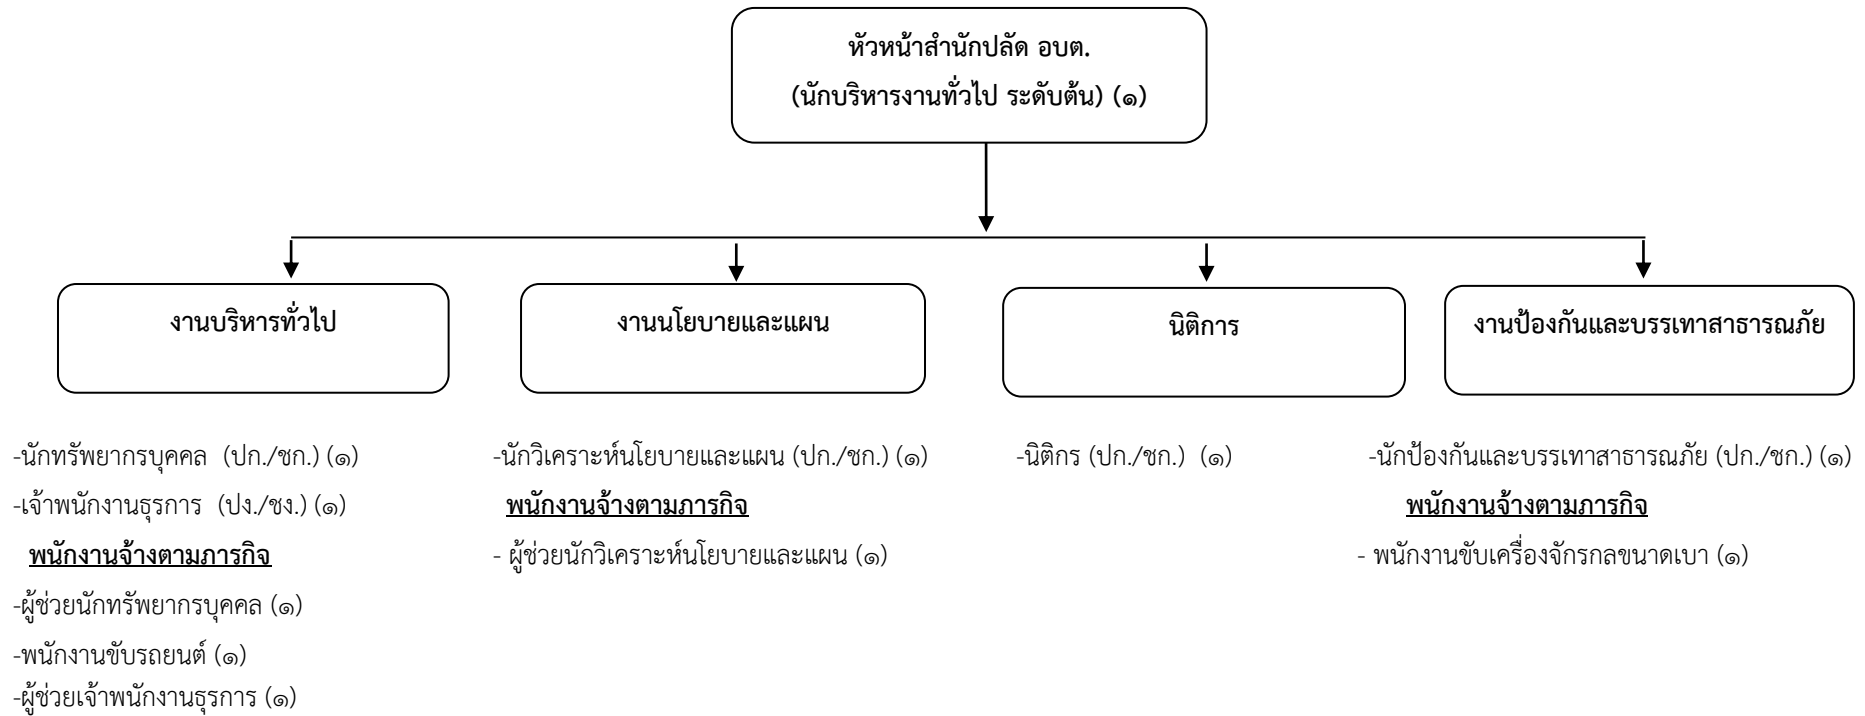 หัวหน้าสำนักปลัด อบต.
(นักบริหารงานทั่วไป ระดับต้น) (๑)
งานบริหารทั่วไป
งานนโยบายและแผน
นิติการ
งานป้องกันและบรรเทาสาธารณภัย
-นักทรัพยากรบุคคล (ปก./ชก.) (๑)
-เจ้าพนักงานธุรการ (ปง./ชง.) (๑)
พนักงานจ้างตามภารกิจ
-ผู้ช่วยนักทรัพยากรบุคคล (๑)
-พนักงานขับรถยนต์ (๑)
-ผู้ช่วยเจ้าพนักงานธุรการ (๑)
-นักวิเคราะห์นโยบายและแผน (ปก./ชก.) (๑)
พนักงานจ้างตามภารกิจ
- ผู้ช่วยนักวิเคราะห์นโยบายและแผน (๑)
-นิติกร (ปก./ชก.) (๑)
-นักป้องกันและบรรเทาสาธารณภัย (ปก./ชก.) (๑)
พนักงานจ้างตามภารกิจ
- พนักงานขับเครื่องจักรกลขนาดเบา (๑)